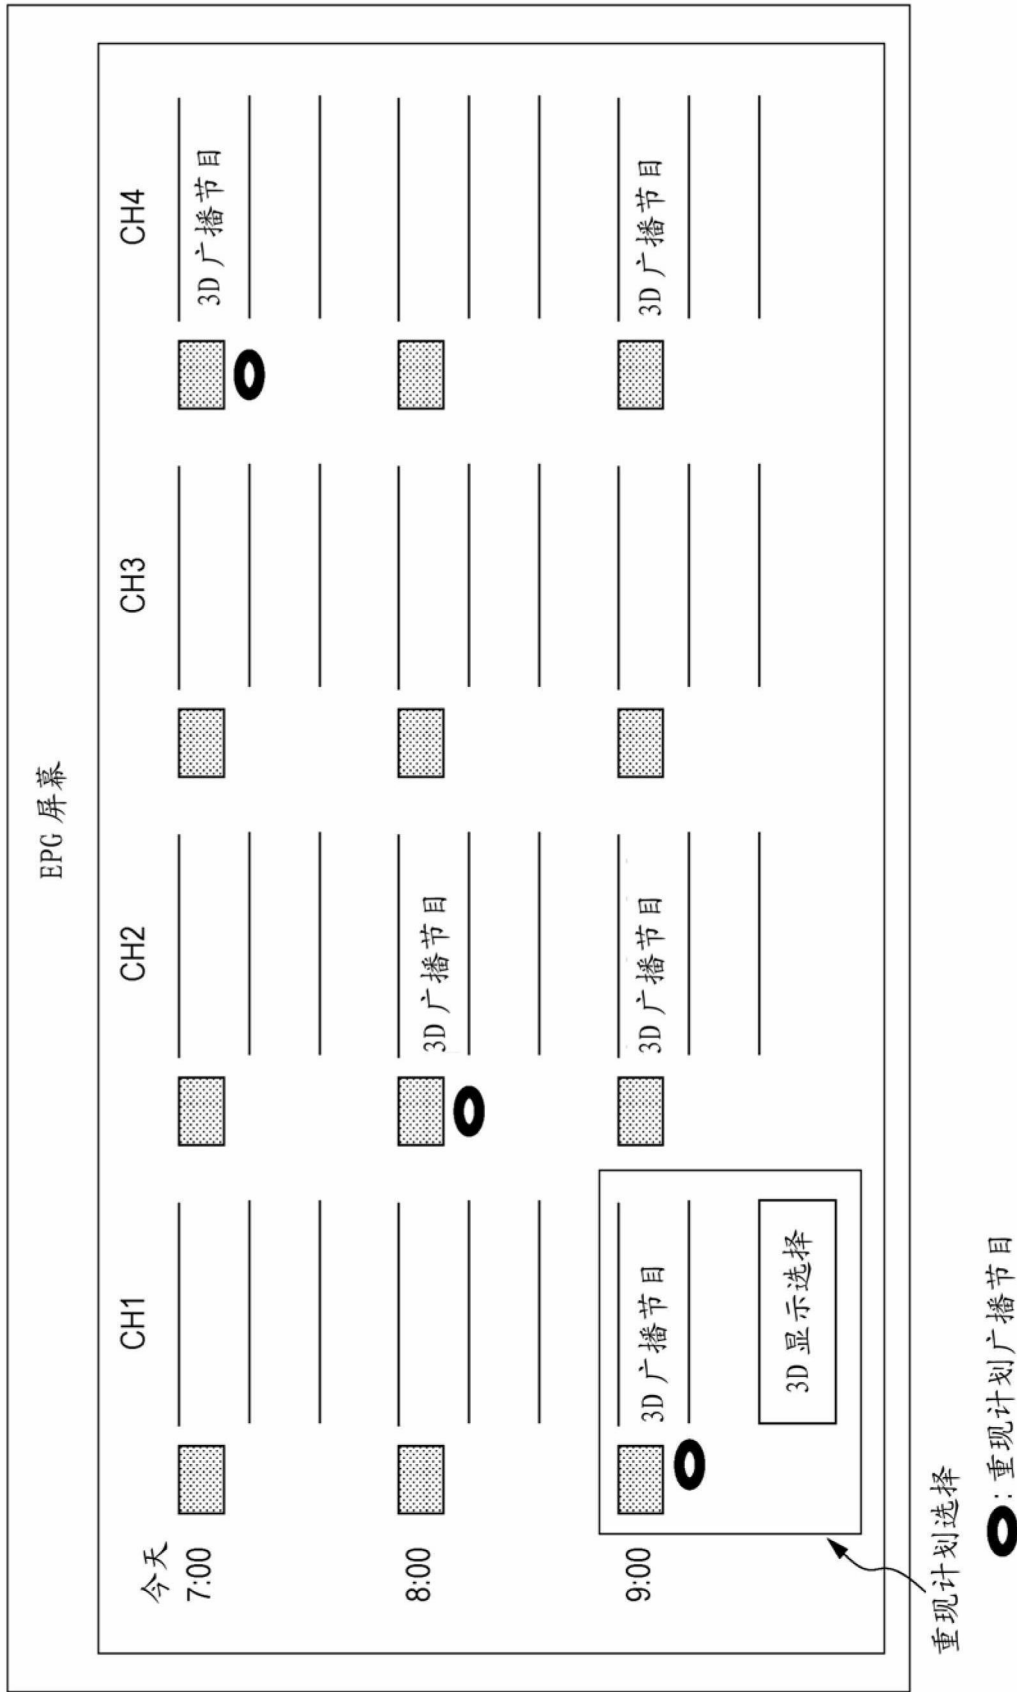 EPG 屏幕
今天
CH1
CH2
CH3
CH4
7:00
3D 广播节目
8:00
3D 广播节目
9:00
3D 广播节目
3D 广播节目
3D 广播节目
3D 显示选择
重现计划选择
: 重现计划广播节目